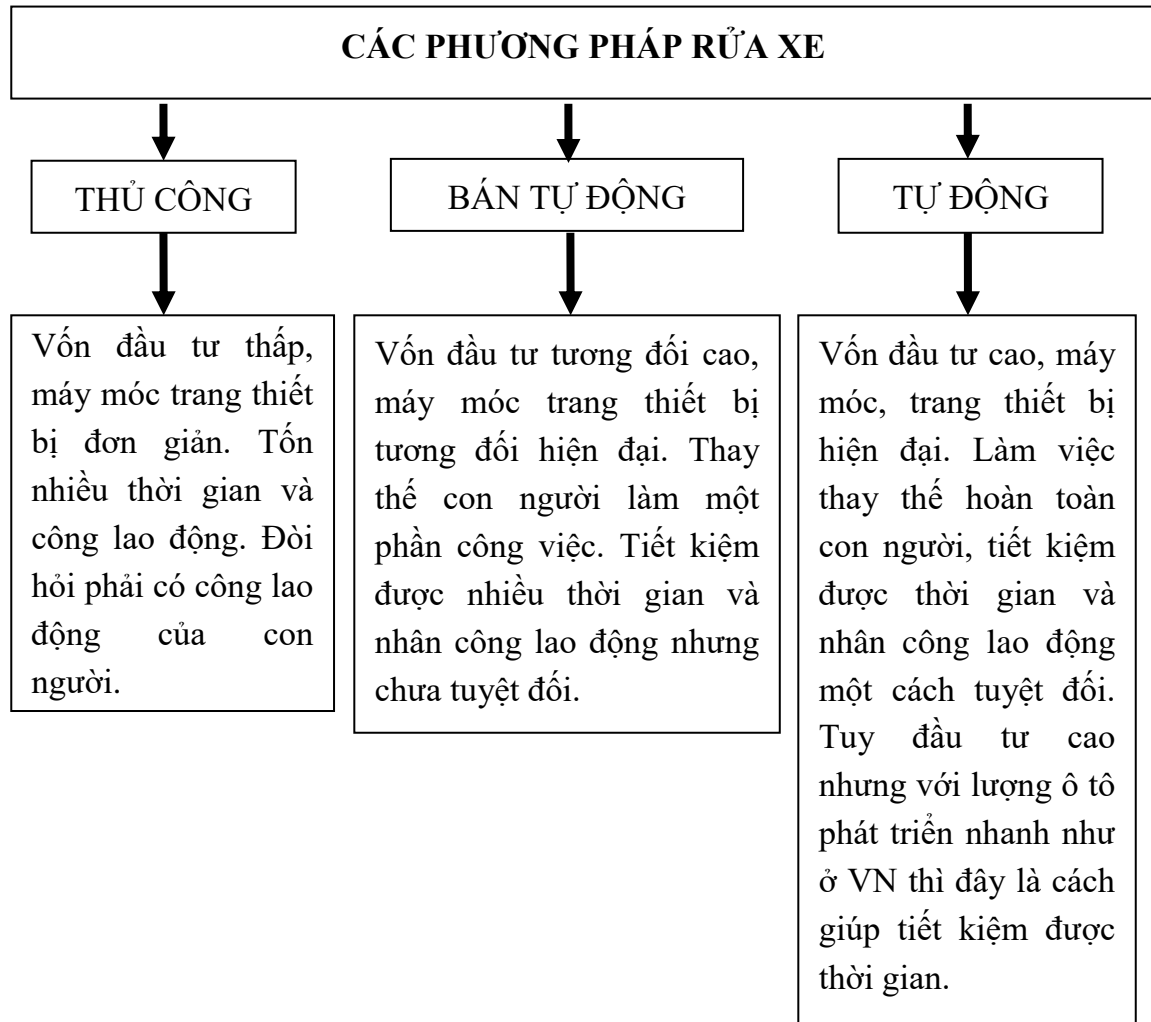 CÁC PHƯƠNG PHÁP RỬA XE
THỦ CÔNG
BÁN TỰ ĐỘNG
TỰ ĐỘNG
Vốn đầu tư thấp,
máy móc trang thiết
bị đơn giản. Tốn
nhiều thời gian và
công lao động. Đòi
hỏi phải có công lao
động của con
người.
Vốn đầu tư tương đối cao,
máy móc trang thiết bị
tương đối hiện đại. Thay
thế con người làm một
phần công việc. Tiết kiệm
được nhiều thời gian và
nhân công lao động nhưng
chưa tuyệt đối.
Vốn đầu tư cao, máy
móc, trang thiết bị
hiện đại. Làm việc
thay thế hoàn toàn
con người, tiết kiệm
được thời gian và
nhân công lao động
một cách tuyệt đối.
Tuy đầu tư cao
nhưng với lượng ô tô
phát triển nhanh như
ở VN thì đây là cách
giúp tiết kiệm được
thời gian.